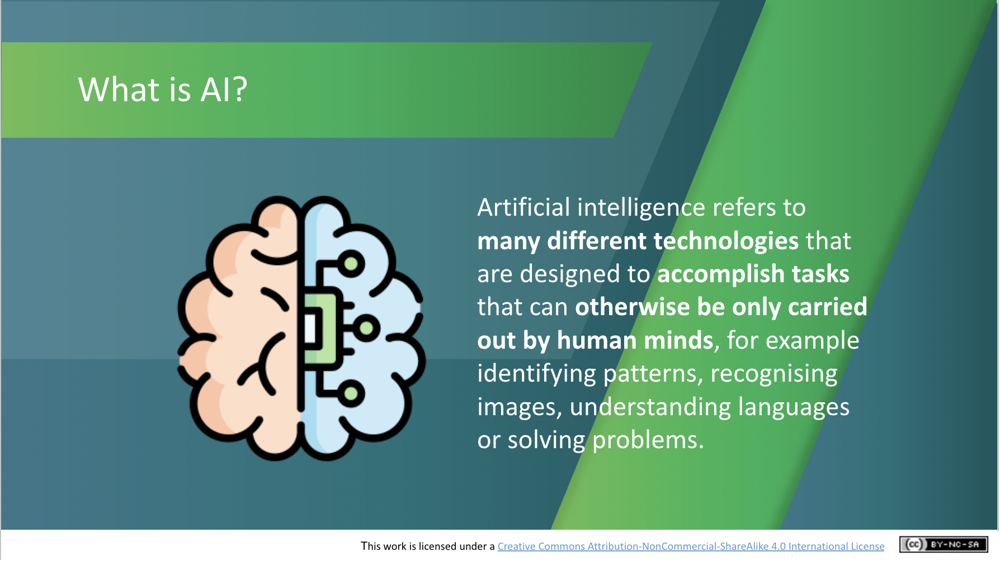 What is AI?
Artificial intelligence refers to
many different technologies that
are designed to accomplish tasks
that can otherwise be only carried
out by human minds, for example
identifying patterns, recognising
images, understanding languages
or solving problems.
This work is licensed under a Creative Commons Attribution-NonCommercial-ShareAlike 4.0 International License
cc BY-NC-SA